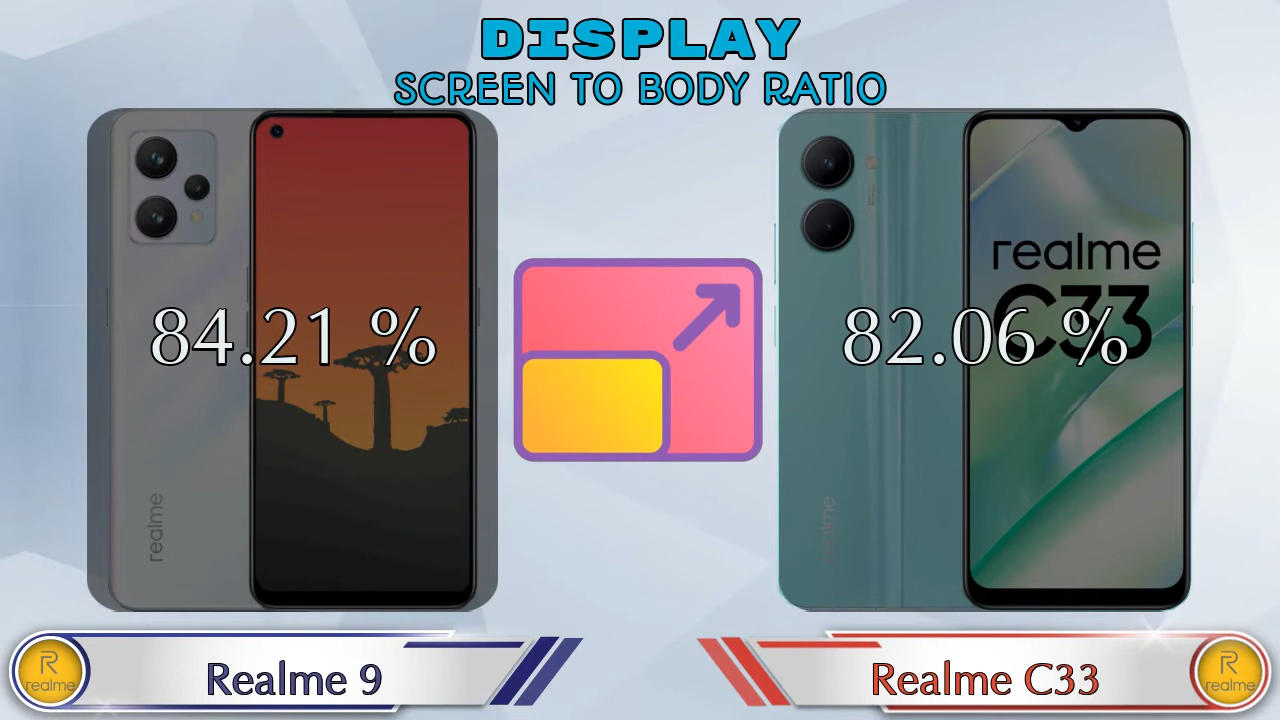 DISPLAY
SCREEN TO BODY RATIO
realme
84.21 %
realme
C33
82.06 %
realme
R
realme
Realme 9
Realme C33
R
realme